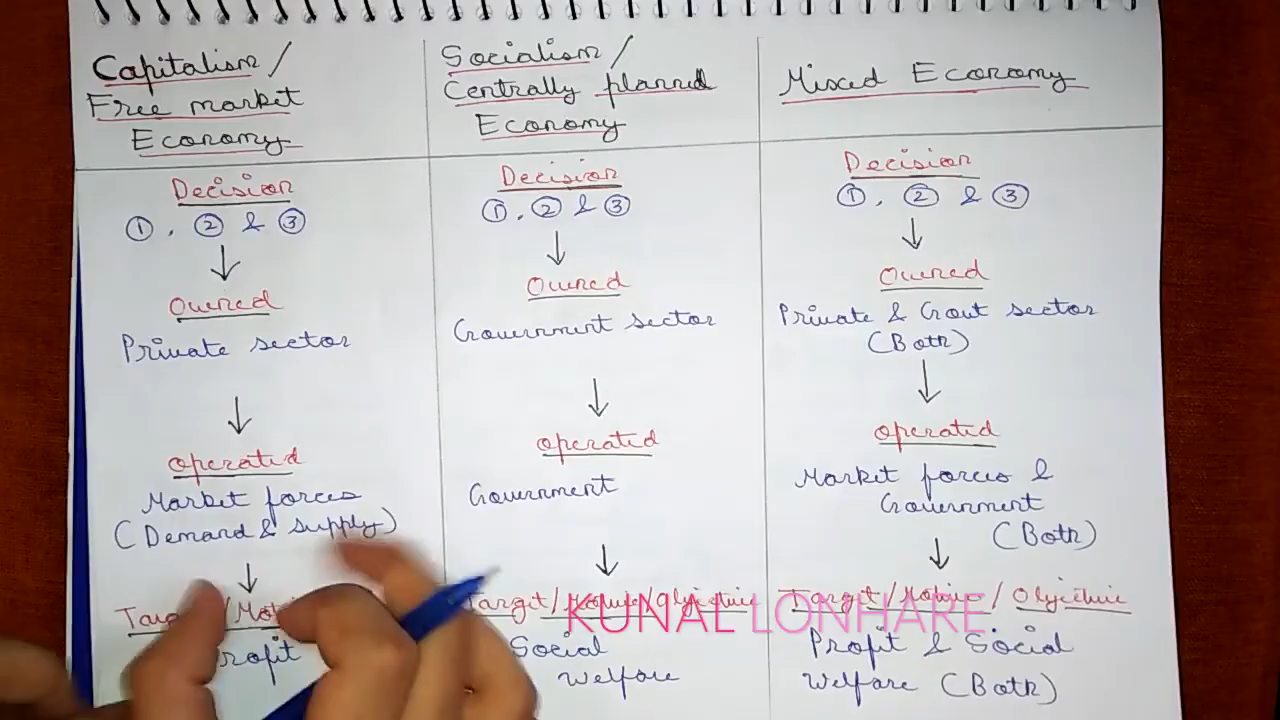 Capitalism /
Free market
Economy
Decision
①, ② & ③
Owned
Private sector
Operated
Market forces
(Demand & supply)
Profit
Socialism /
Centrally planned
Economy
Decision
①, ② & ③
Owned
Government sector
Operated
Government
Target/Motive/Objective
Social
Welfare
Mixed Economy
Decision
①, ② & ③
Owned
Private & Govt sector
(Both)
Operated
Market forces &
Government
(Both)
Target/Motive/Objective
Profit & Social
Welfare (Both)
KUNAL LONHARE